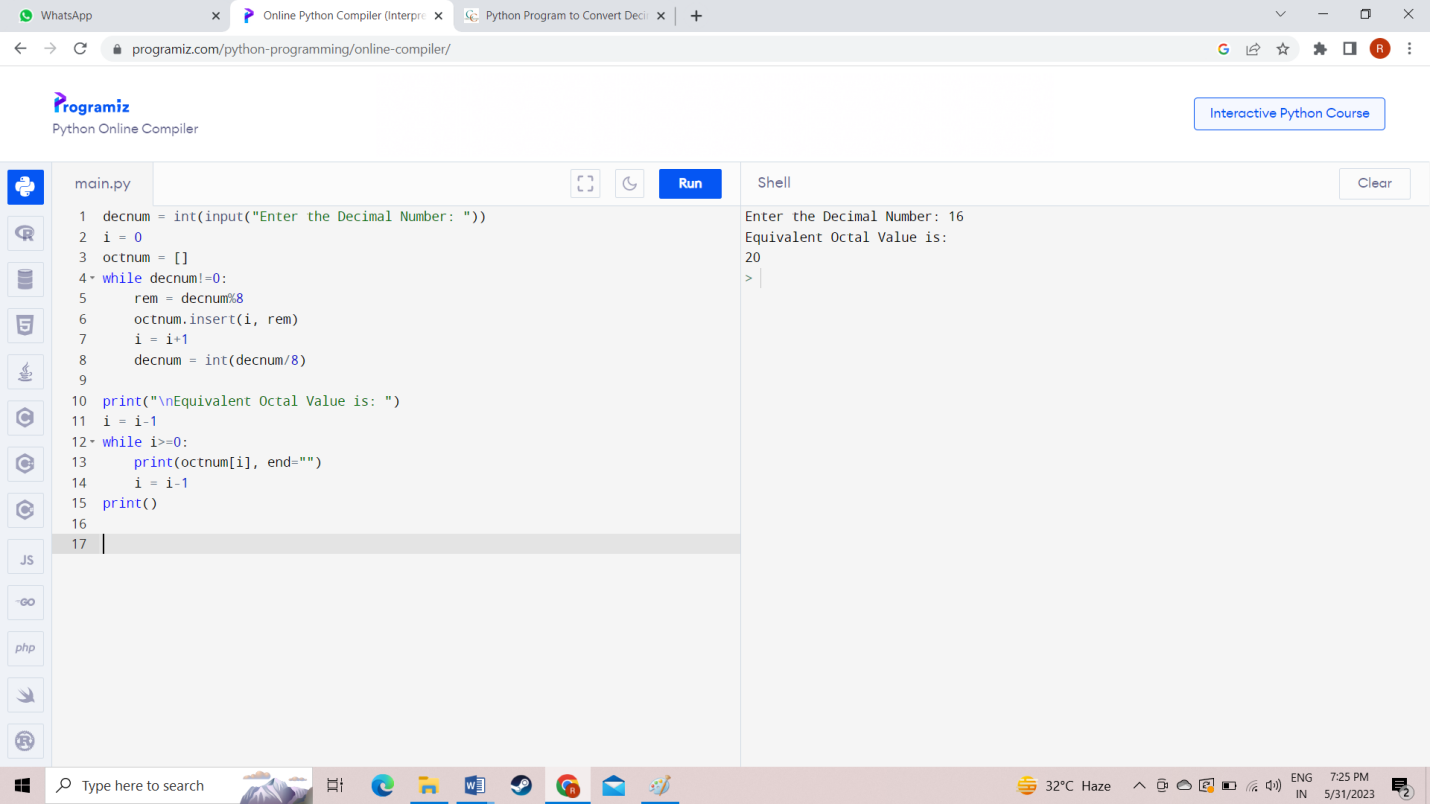 WhatsApp
Online Python Compiler (Interpre
Python Program to Convert Deci
programiz.com/python-programming/online-compiler/
R
Programiz
Python Online Compiler
Interactive Python Course
main.py
Run
Shell
Clear
1 decnum = int(input("Enter the Decimal Number: "))
2 i = 0
3 octnum = []
4 while decnum!=0:
5     rem = decnum%8
6     octnum.insert(i, rem)
7     i = i+1
8     decnum = int(decnum/8)
9
10 print("\nEquivalent Octal Value is: ")
11 i = i-1
12 while i>=0:
13     print(octnum[i], end="")
14     i = i-1
15 print()
16
17
Enter the Decimal Number: 16
Equivalent Octal Value is:
20
>
JS
GO
php
Type here to search
32°C Haze
ENG
IN
7:25 PM
5/31/2023
2